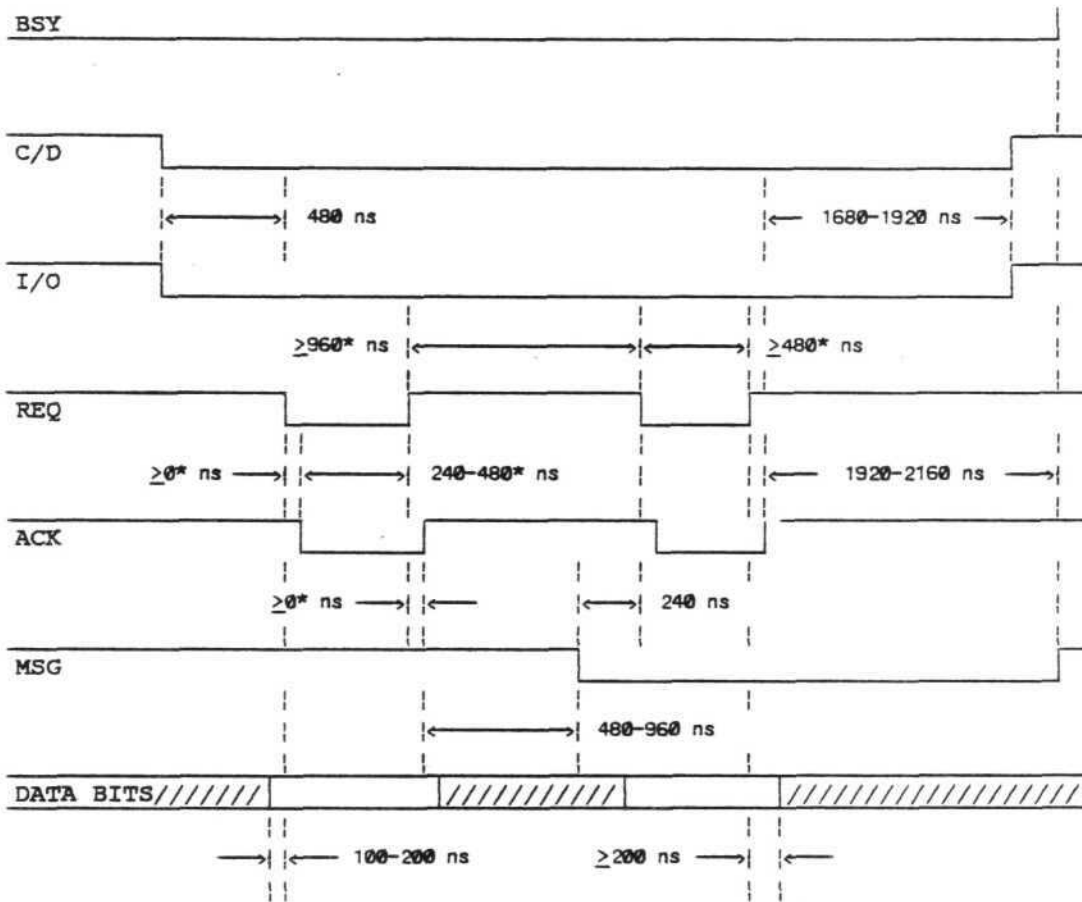 BSY
C/D
480 ns
1680-1920 ns
I/O
≥960* ns
≥480* ns
REQ
≥0* ns
240-480* ns
1920-2160 ns
ACK
≥0* ns
240 ns
MSG
480-960 ns
DATA BITS
100-200 ns
≥200 ns